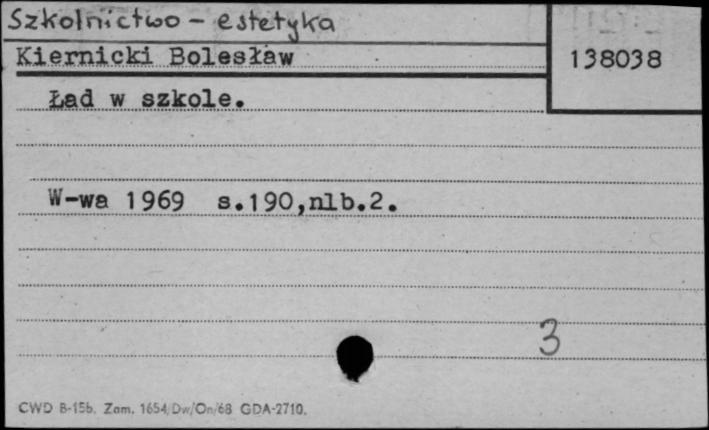 Szkolnictwo - estetyka
Kiernicki Bolesław
138038
Ład w szkole.
W-wa 1969 s.190,nlb.2.
3
CWD B-15b. Zam. 1654/Dw/On/68 GDA-2710.